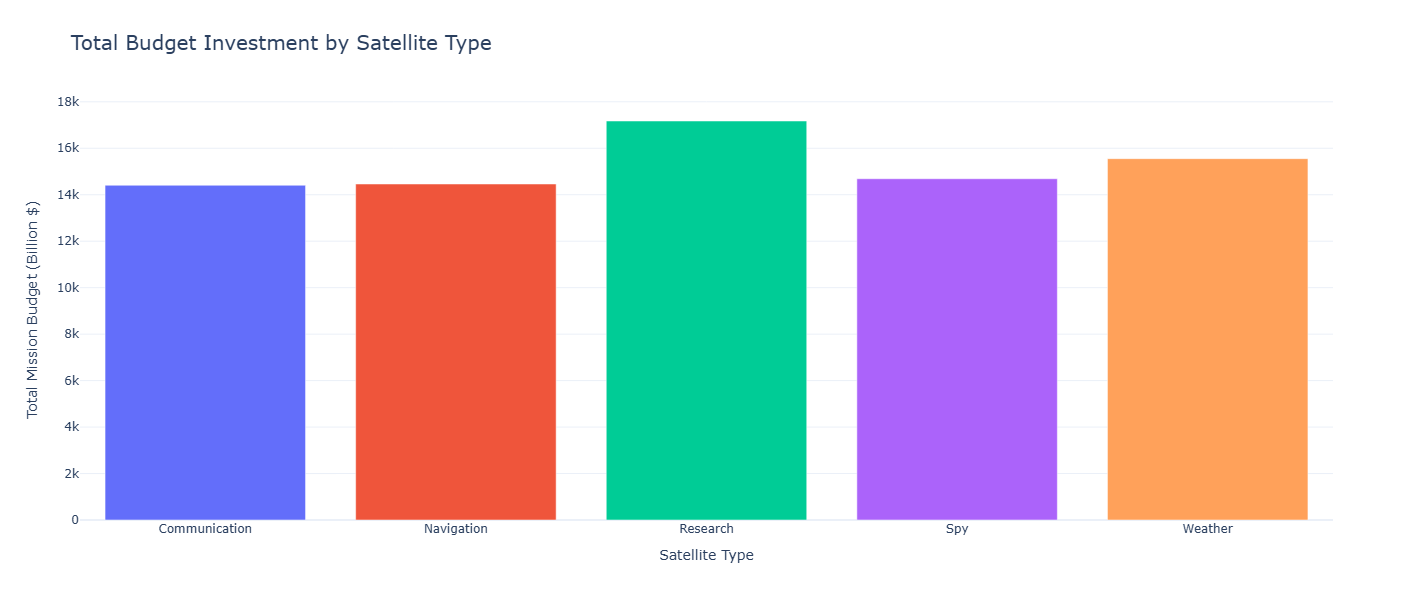 Total Budget Investment by Satellite Type
Total Mission Budget (Billion $)
18k
16k
14k
12k
10k
8k
6k
4k
2k
0
Communication
Navigation
Research
Spy
Weather
Satellite Type